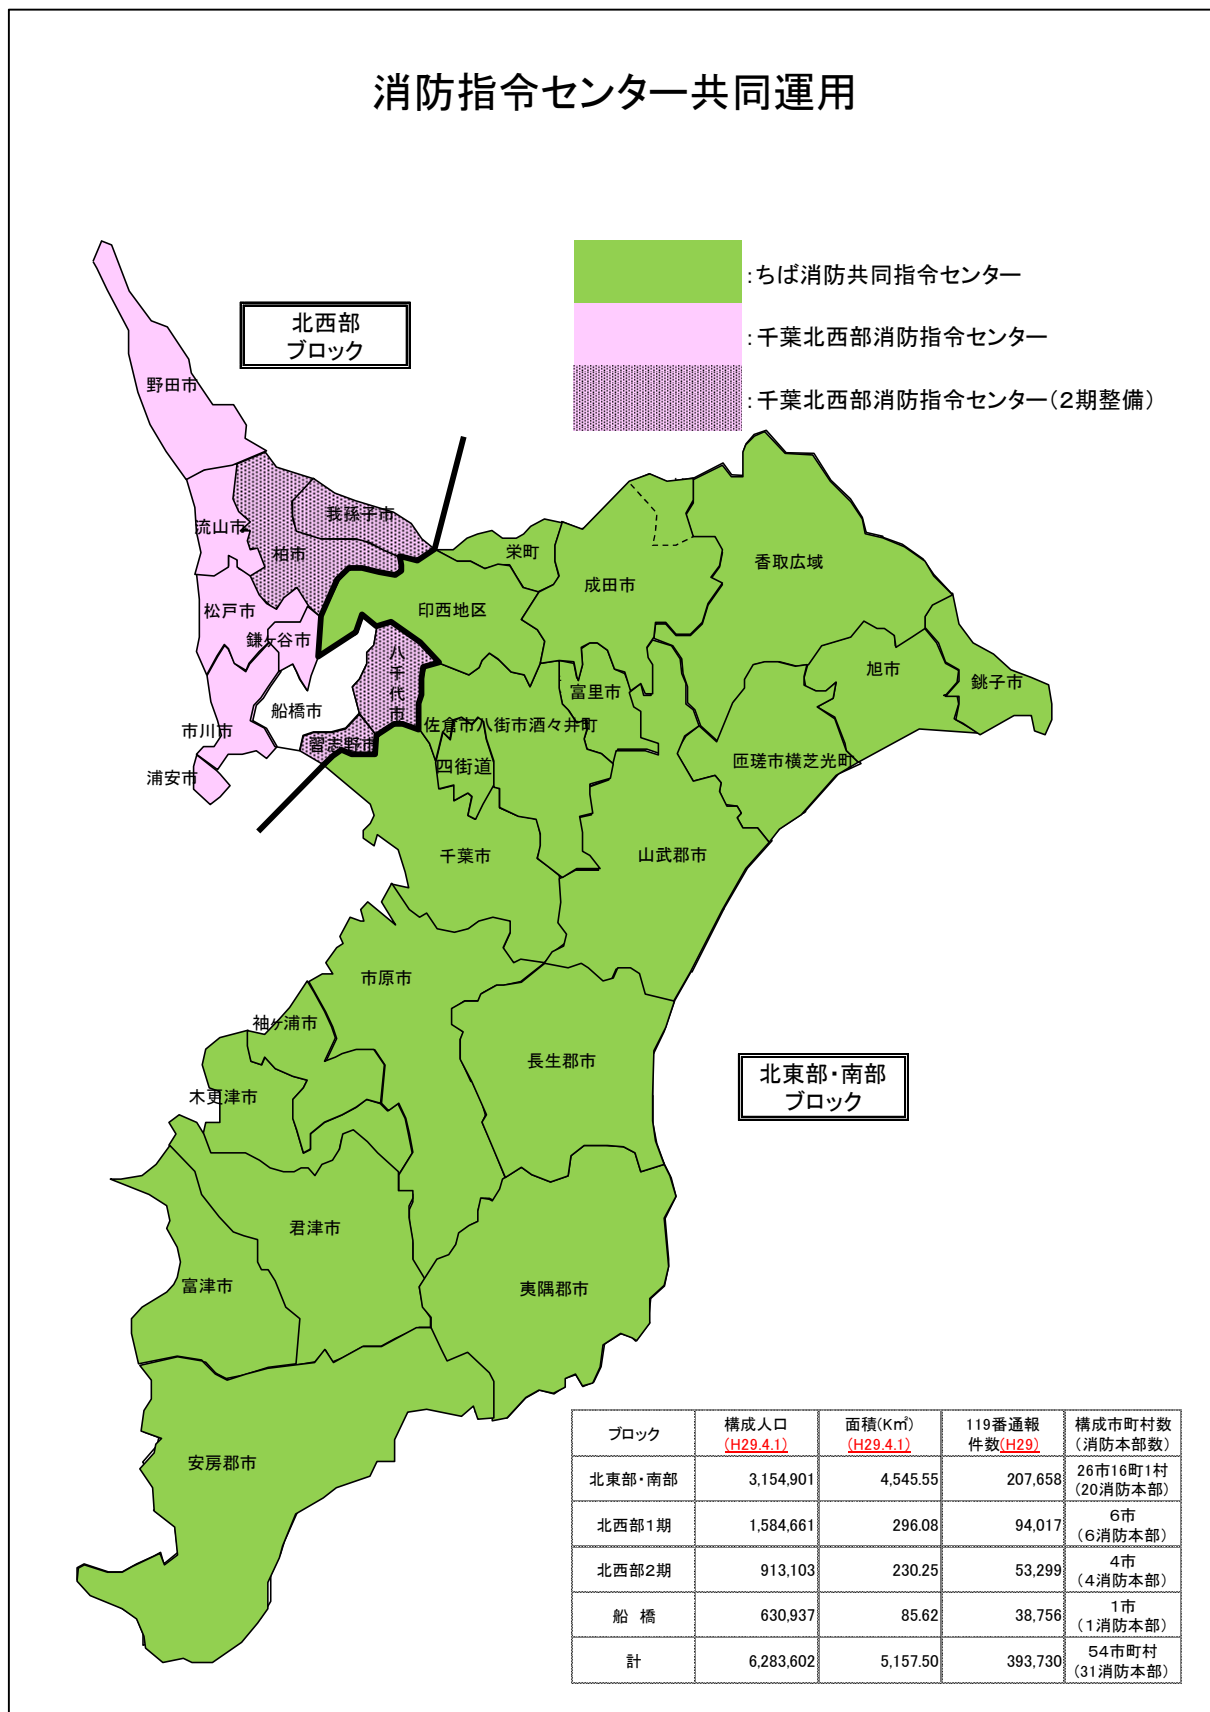 消防指令センター共同運用
:ちば消防共同指令センター
:千葉北西部消防指令センター
:千葉北西部消防指令センター(2期整備)
北西部
ブロック
野田市
流山市
我孫子市
柏市
栄町
成田市
香取広域
印西地区
松戸市
鎌ヶ谷市
八千代市
旭市
銚子市
富里市
船橋市
市川市
佐倉市八街市酒々井町
習志野市
匝瑳市横芝光町
四街道
浦安市
千葉市
山武郡市
市原市
袖ヶ浦市
長生郡市
木更津市
北東部・南部
ブロック
君津市
富津市
夷隅郡市
安房郡市
ブロック 構成人口 (H29.4.1) 面積(K㎡) (H29.4.1) 119番通報 件数(H29) 構成市町村数 (消防本部数)
北東部・南部 3,154,901 4,545.55 207,658 26市16町1村 (20消防本部)
北西部1期 1,584,661 296.08 94,017 6市 (6消防本部)
北西部2期 913,103 230.25 53,299 4市 (4消防本部)
船 橋 630,937 85.62 38,756 1市 (1消防本部)
計 6,283,602 5,157.50 393,730 54市町村 (31消防本部)